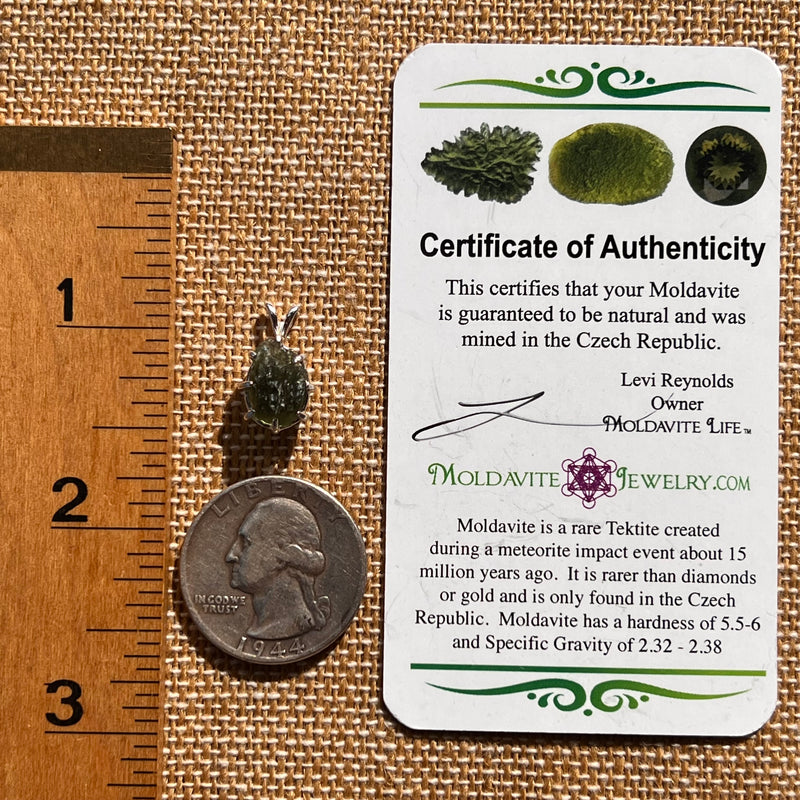 1
2
3
LIBERTY
IN GOD WE
TRUST
1944
Certificate of Authenticity
This certifies that your Moldavite
is guaranteed to be natural and was
mined in the Czech Republic.
Levi Reynolds
Owner
MOLDAVITE LIFE™
MOLDAVITE JEWELRY.COM
Moldavite is a rare Tektite created
during a meteorite impact event about 15
million years ago. It is rarer than diamonds
or gold and is only found in the Czech
Republic. Moldavite has a hardness of 5.5-6
and Specific Gravity of 2.32 - 2.38